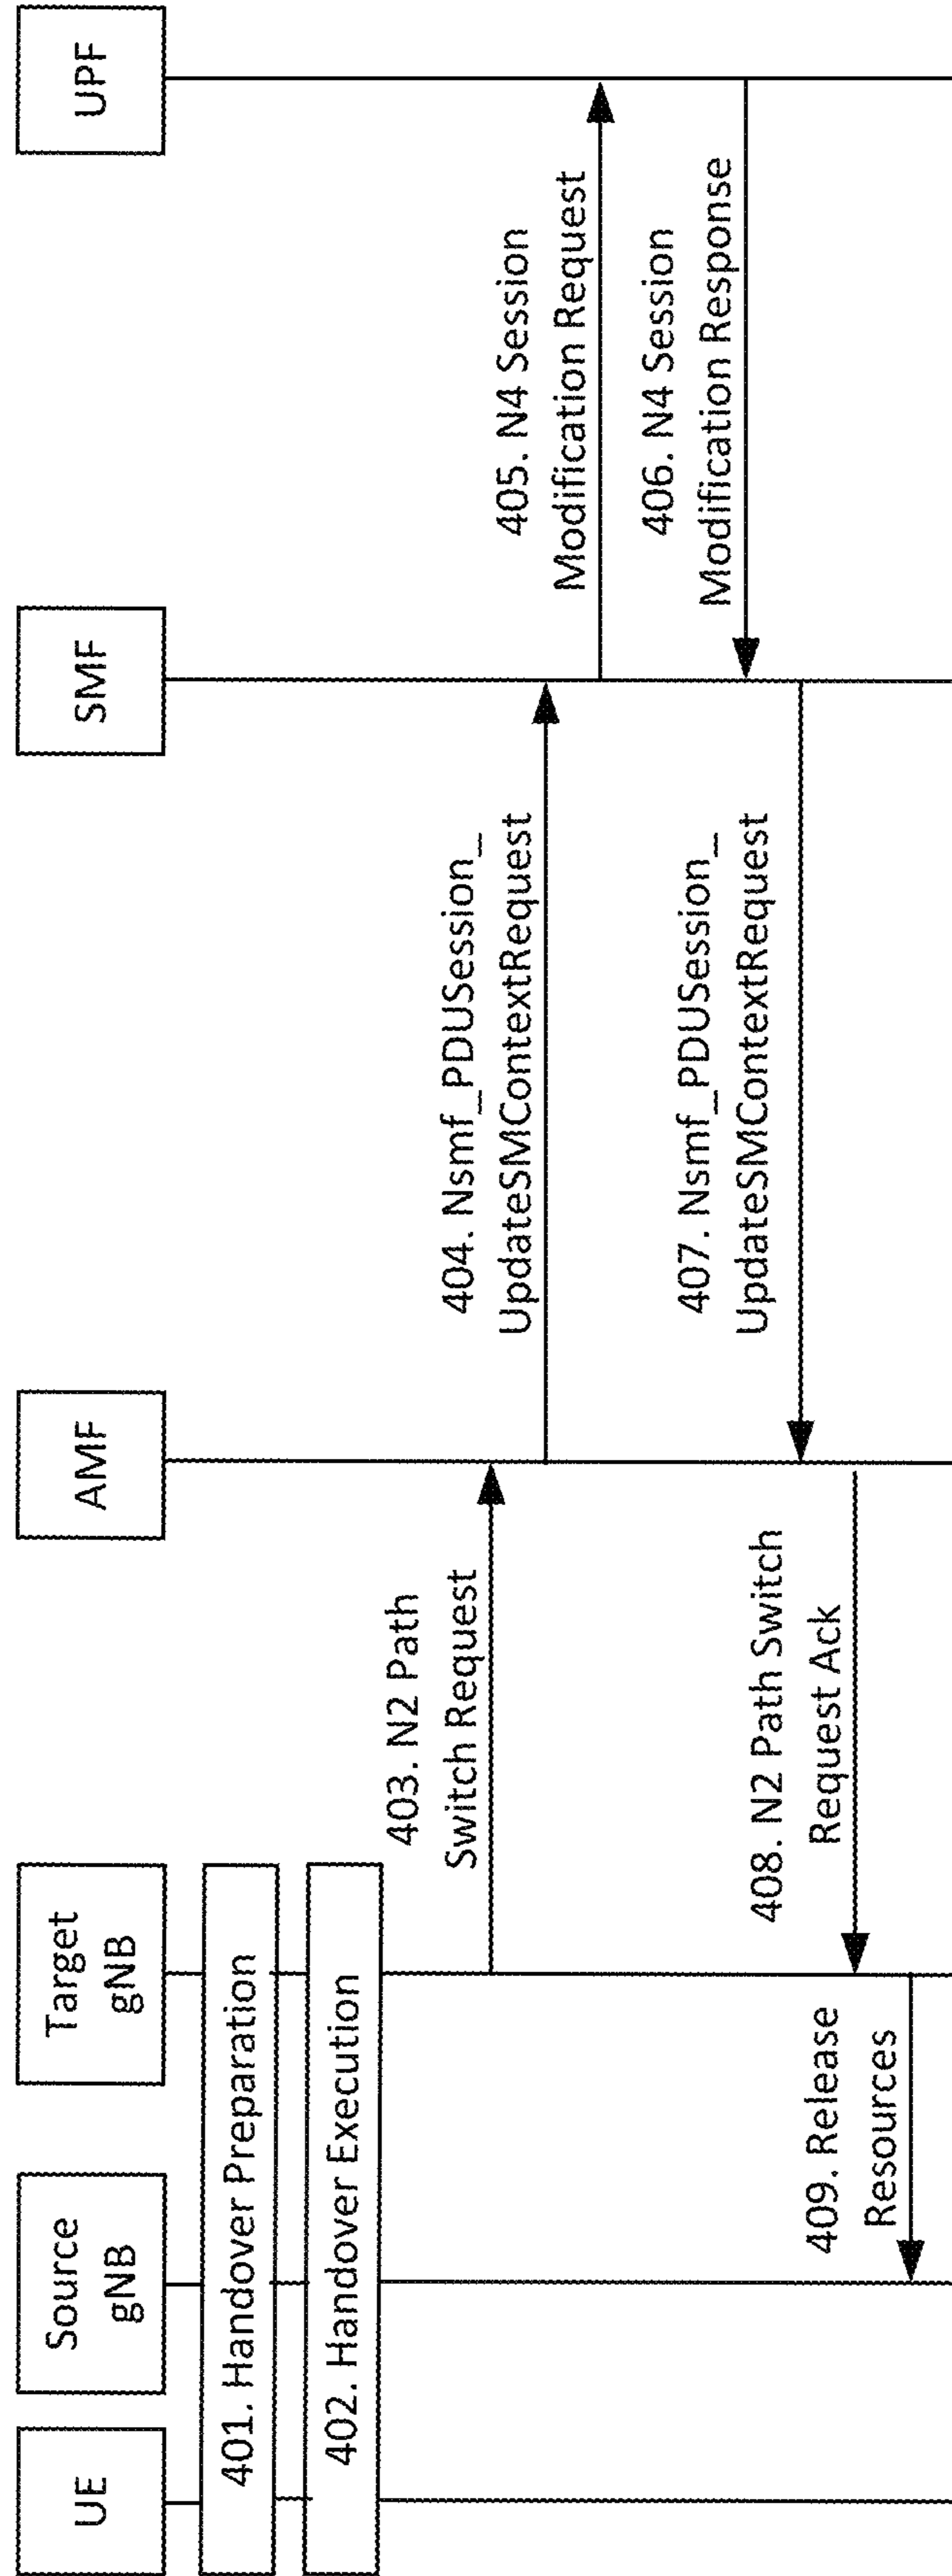 UE
Source
gNB
Target
gNB
AMF
SMF
UPF
401. Handover Preparation
402. Handover Execution
403. N2 Path
Switch Request
404. Nsmf_PDUSession_
UpdateSMContextRequest
405. N4 Session
Modification Request
406. N4 Session
Modification Response
407. Nsmf_PDUSession_
UpdateSMContextRequest
408. N2 Path Switch
Request Ack
409. Release
Resources